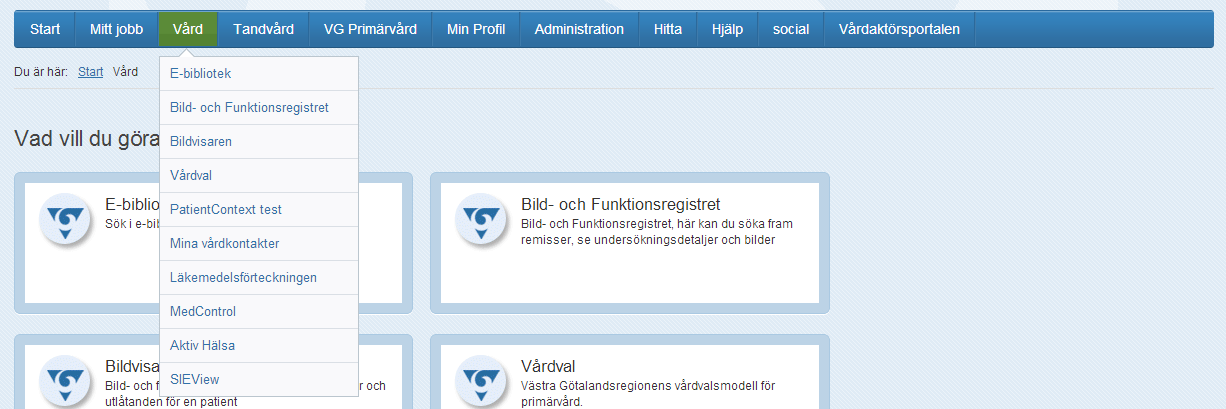 Start Mitt jobb Vård Tandvård VG Primärvård Min Profil Administration Hitta Hjälp social Vårdaktörsportalen
Du är här: Start Vård
E-bibliotek
Bild- och Funktionsregistret
Bildvisaren
Vårdval
PatientContext test
Mina vårdkontakter
Läkemedelsförteckningen
MedControl
Aktiv Hälsa
SIEView
Vad vill du göra
Sök i
Bild- och Funktionsregistret
Bild- och Funktionsregistret, här kan du söka fram
remisser, se undersökningsdetaljer och bilder
Bild- och
och
utlåtanden för en patient
Vårdval
Västra Götalandsregionens vårdvalsmodell för
primärvård.